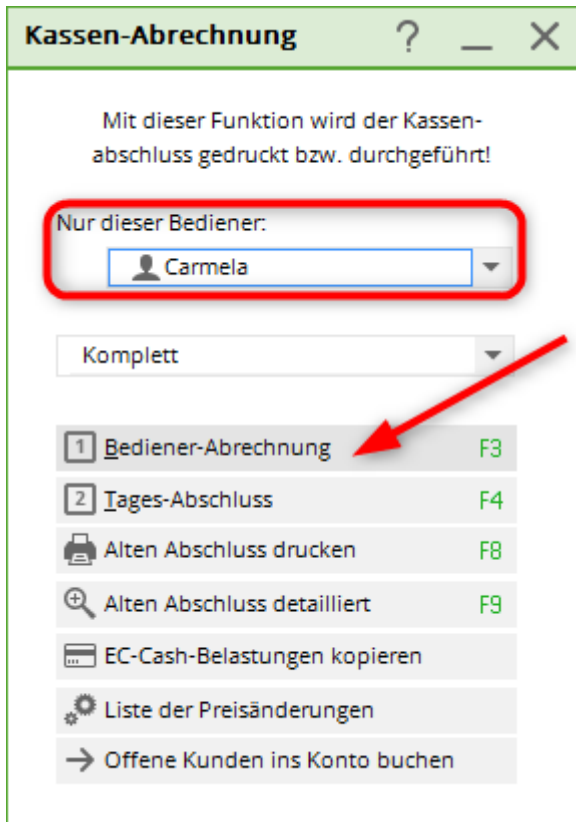 Kassen-Abrechnung ?
Mit dieser Funktion wird der Kassen-
abschluss gedruckt bzw. durchgeführt!
Nur dieser Bediener:
Carmela
Komplett
1 Bediener-Abrechnung F3
2 Tages-Abschluss F4
Alten Abschluss drucken F8
Alten Abschluss detailliert F9
EC-Cash-Belastungen kopieren
Liste der Preisänderungen
Offene Kunden ins Konto buchen